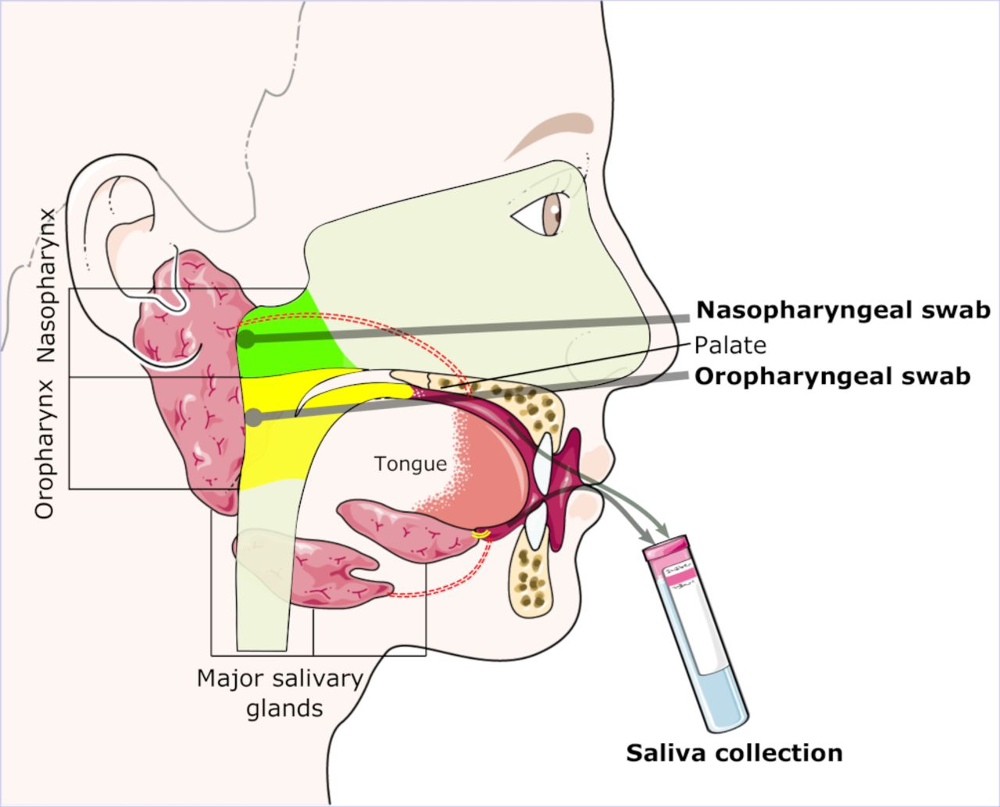 Nasopharynx
Oropharynx
Nasopharyngeal swab
Palate
Oropharyngeal swab
Tongue
Major salivary
glands
Saliva collection